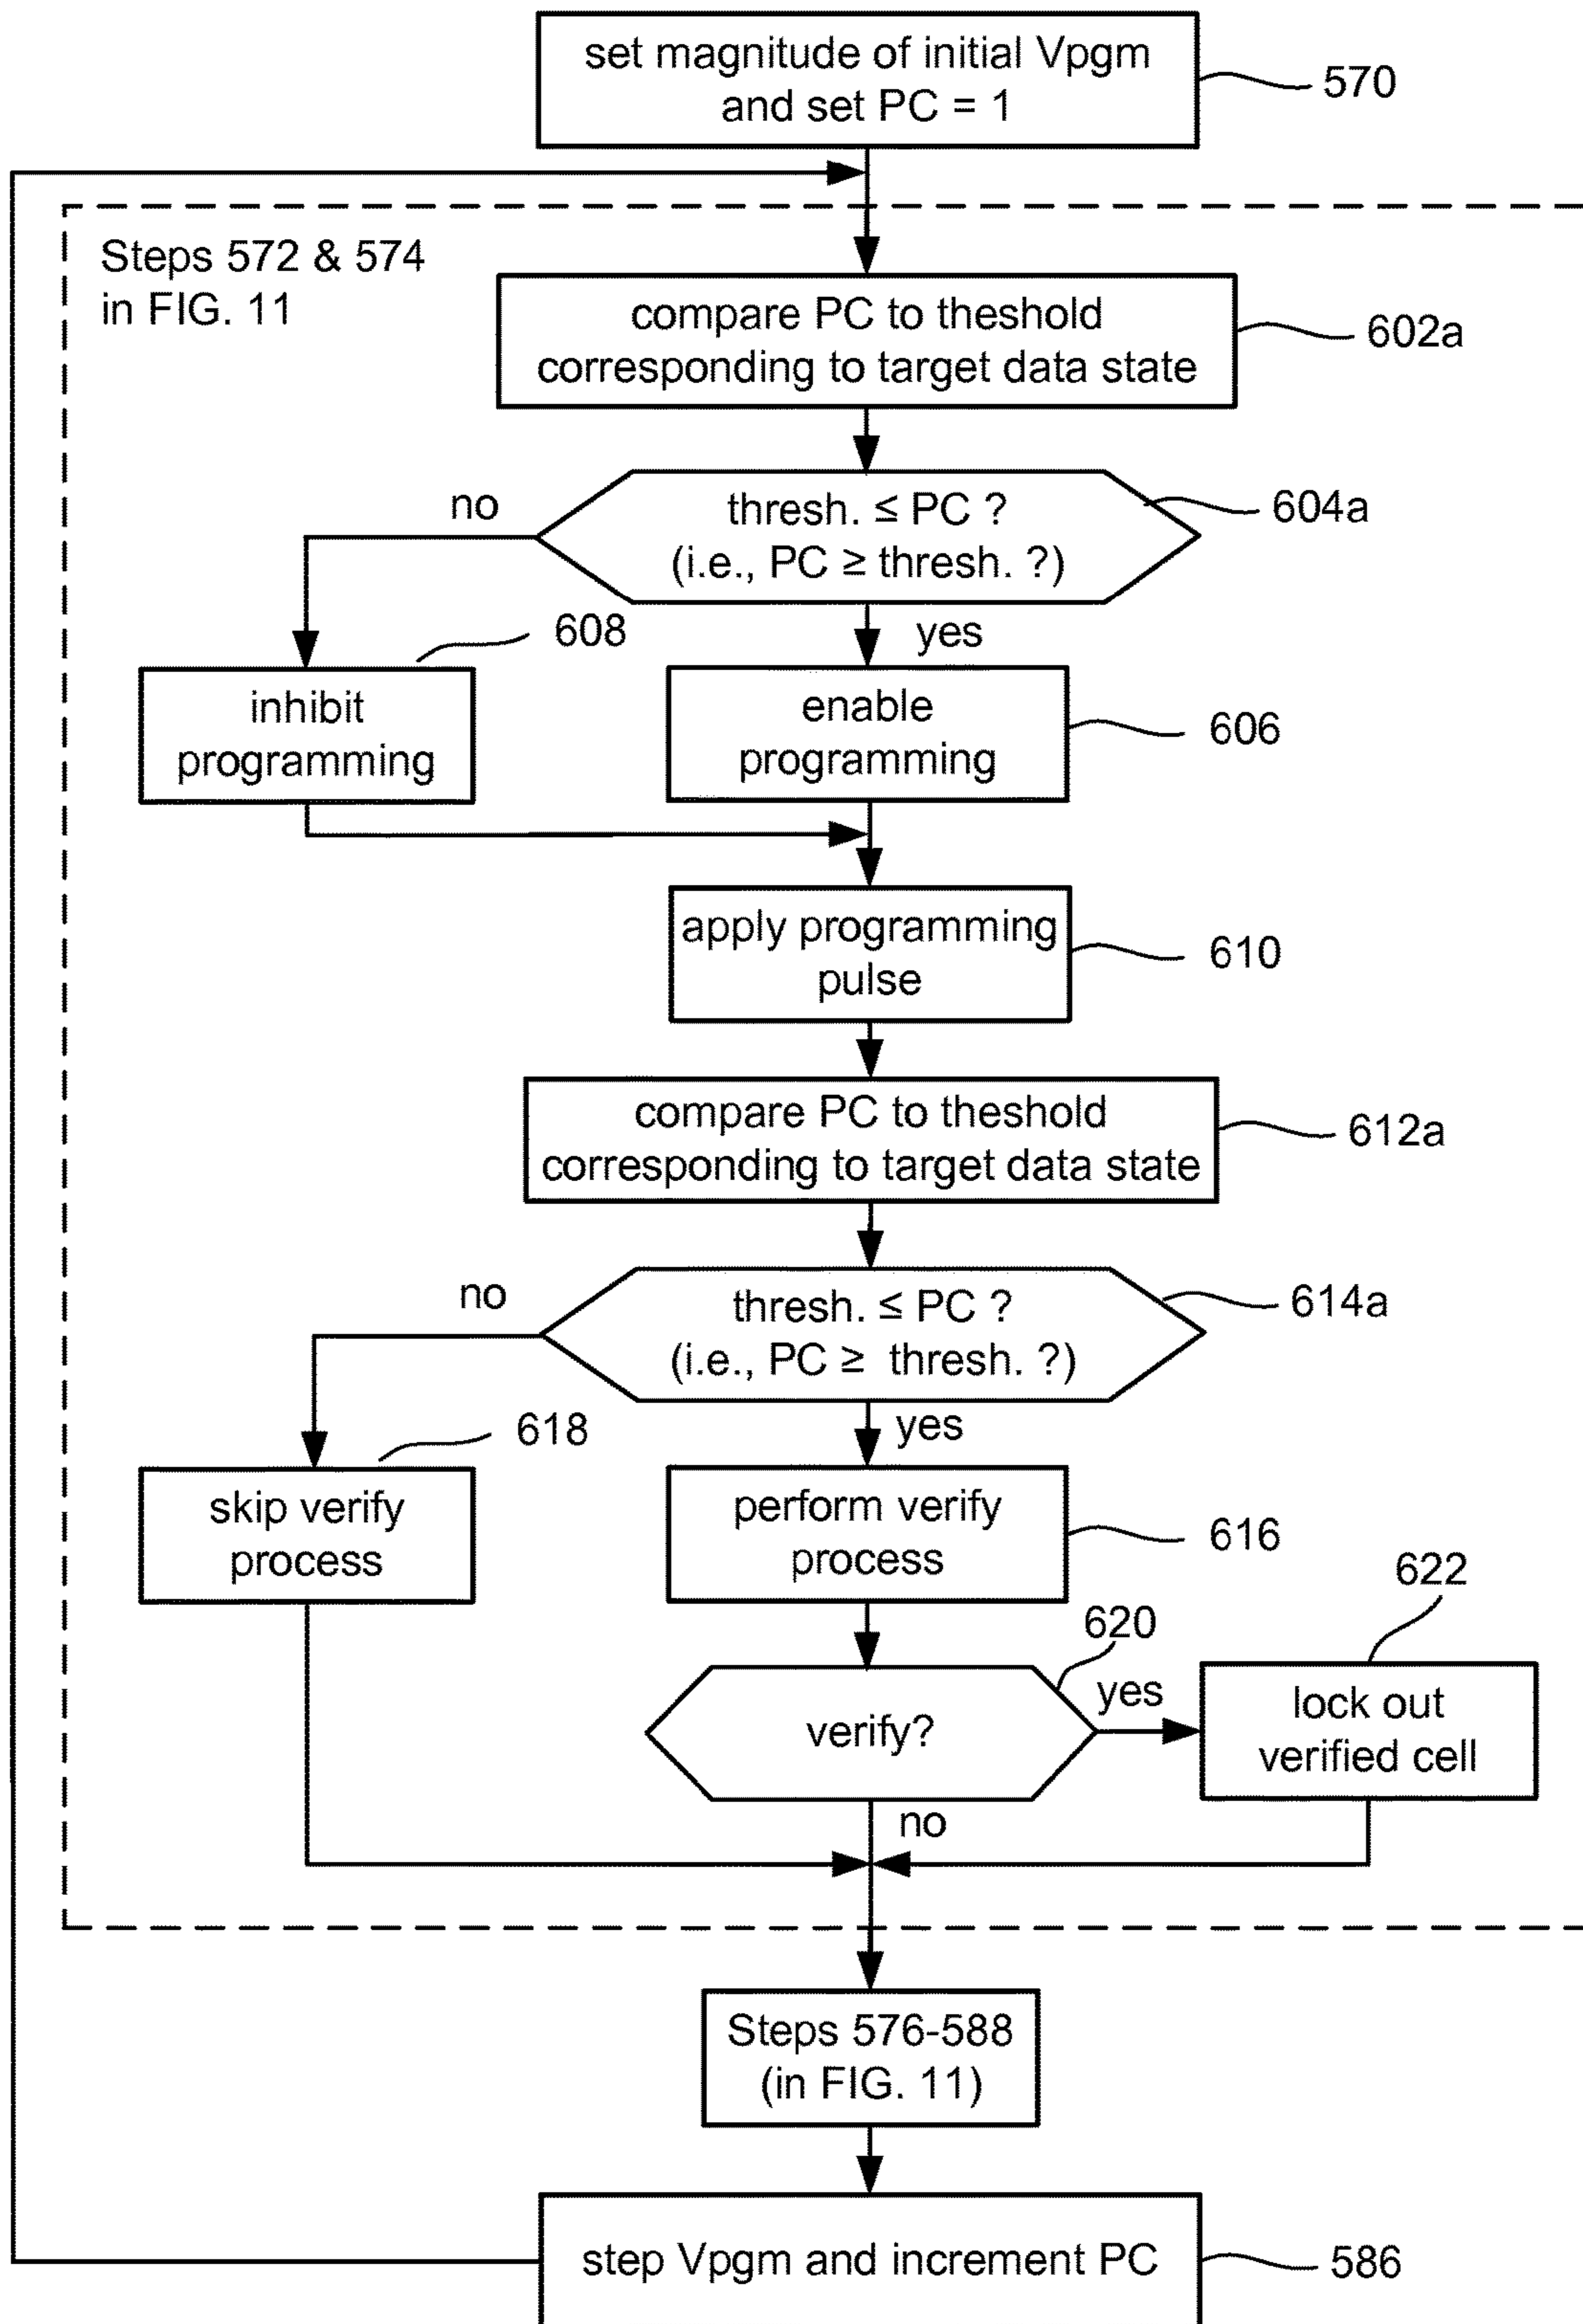 set magnitude of initial Vpgm
and set PC = 1
570
Steps 572 & 574
in FIG. 11
compare PC to theshold
corresponding to target data state
602a
thresh. ≤ PC ?
(i.e., PC ≥ thresh. ?)
604a
no
yes
608
inhibit
programming
enable
programming
606
apply programming
pulse
610
compare PC to theshold
corresponding to target data state
612a
thresh. ≤ PC ?
(i.e., PC ≥ thresh. ?)
614a
no
yes
618
skip verify
process
perform verify
process
616
620
622
verify?
yes
lock out
verified cell
no
Steps 576-588
(in FIG. 11)
step Vpgm and increment PC
586